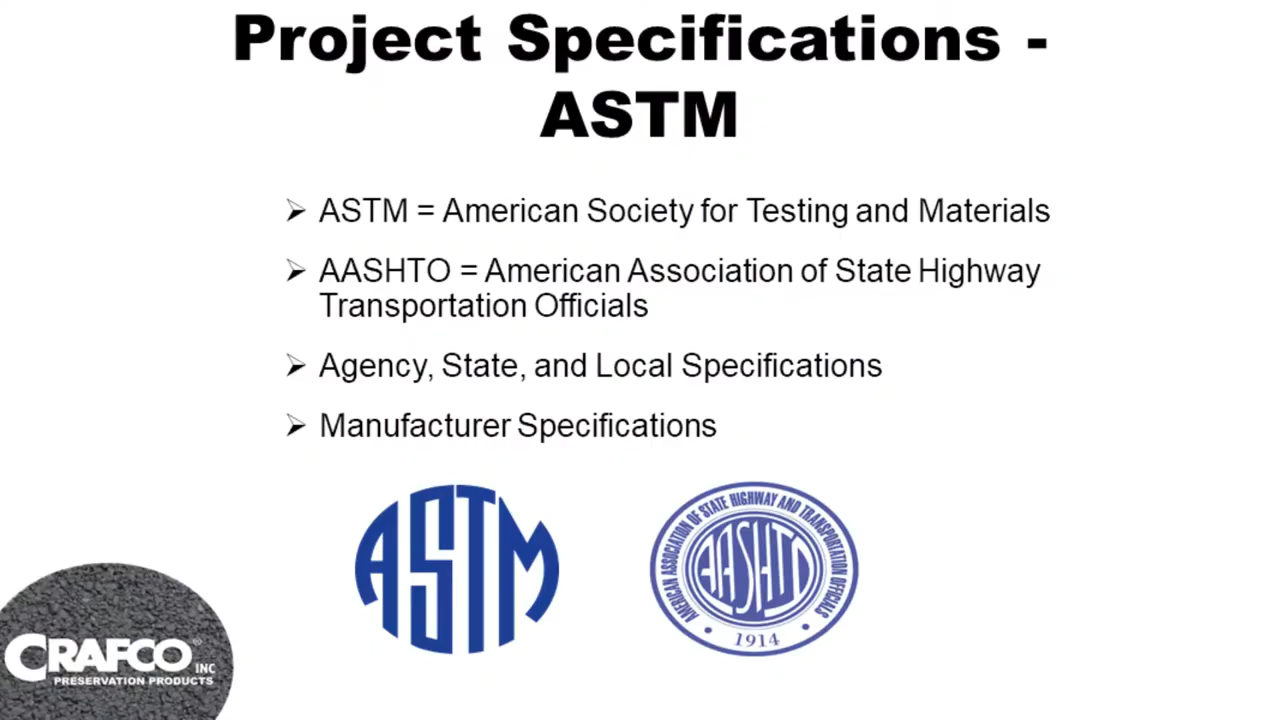 Project Specifications -
ASTM
ASTM = American Society for Testing and Materials
AASHTO = American Association of State Highway
Transportation Officials
Agency, State, and Local Specifications
Manufacturer Specifications
ASTM
AMERICAN ASSOCIATION OF STATE HIGHWAY AND TRANSPORTATION OFFICIALS
AASHTO
1914
CRAFCO® INC
PRESERVATION PRODUCTS